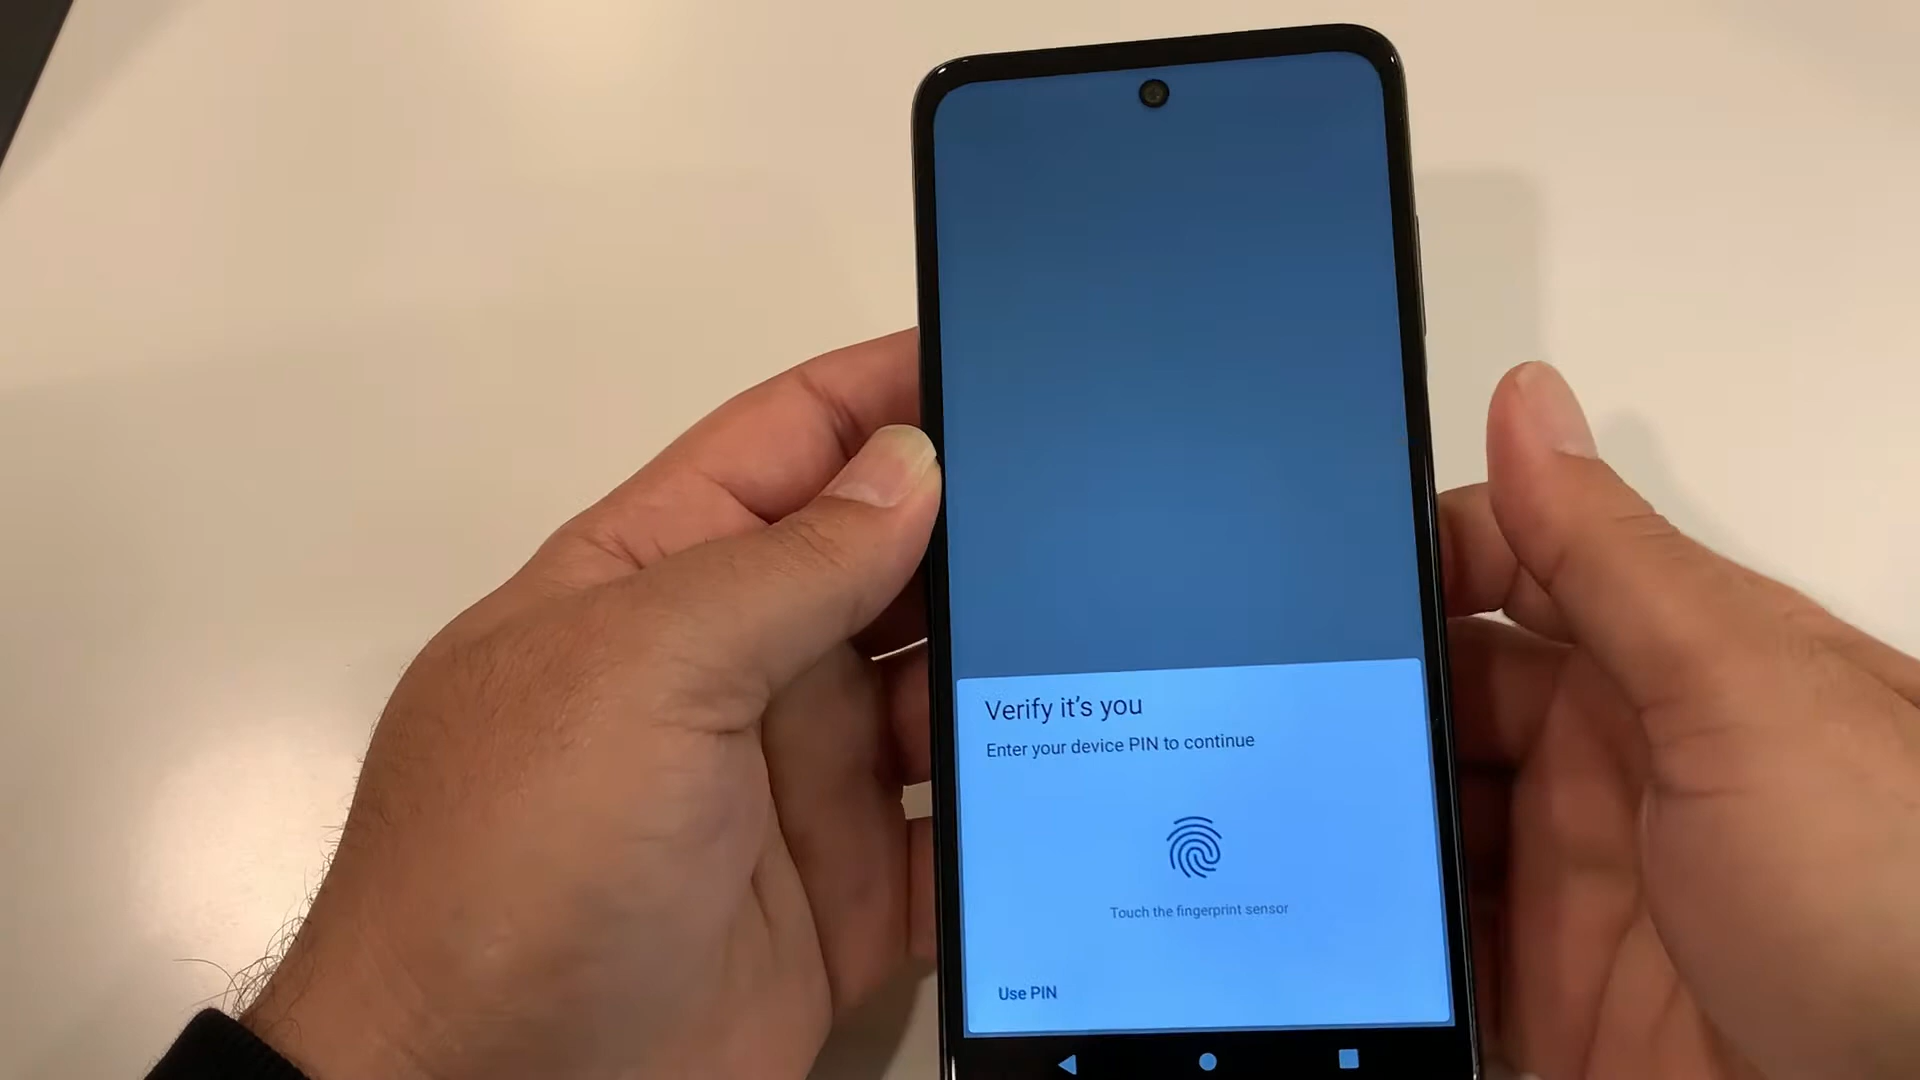 Verify it's you
Enter your device PIN to continue
Touch the fingerprint sensor
Use PIN